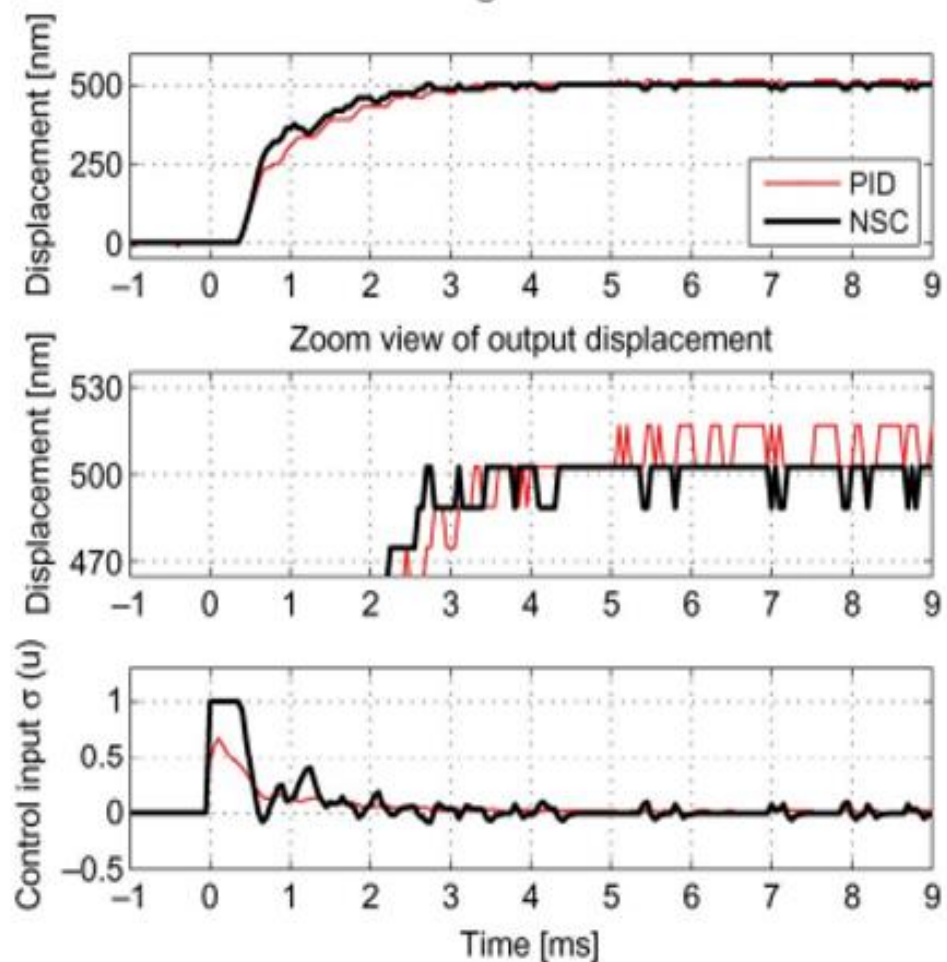 Displacement [nm]
500
250
0
PID
NSC
–1 0 1 2 3 4 5 6 7 8 9
Zoom view of output displacement
Displacement [nm]
530
500
470
–1 0 1 2 3 4 5 6 7 8 9
Control input σ (u)
1
0.5
0
–0.5
–1 0 1 2 3 4 5 6 7 8 9
Time [ms]